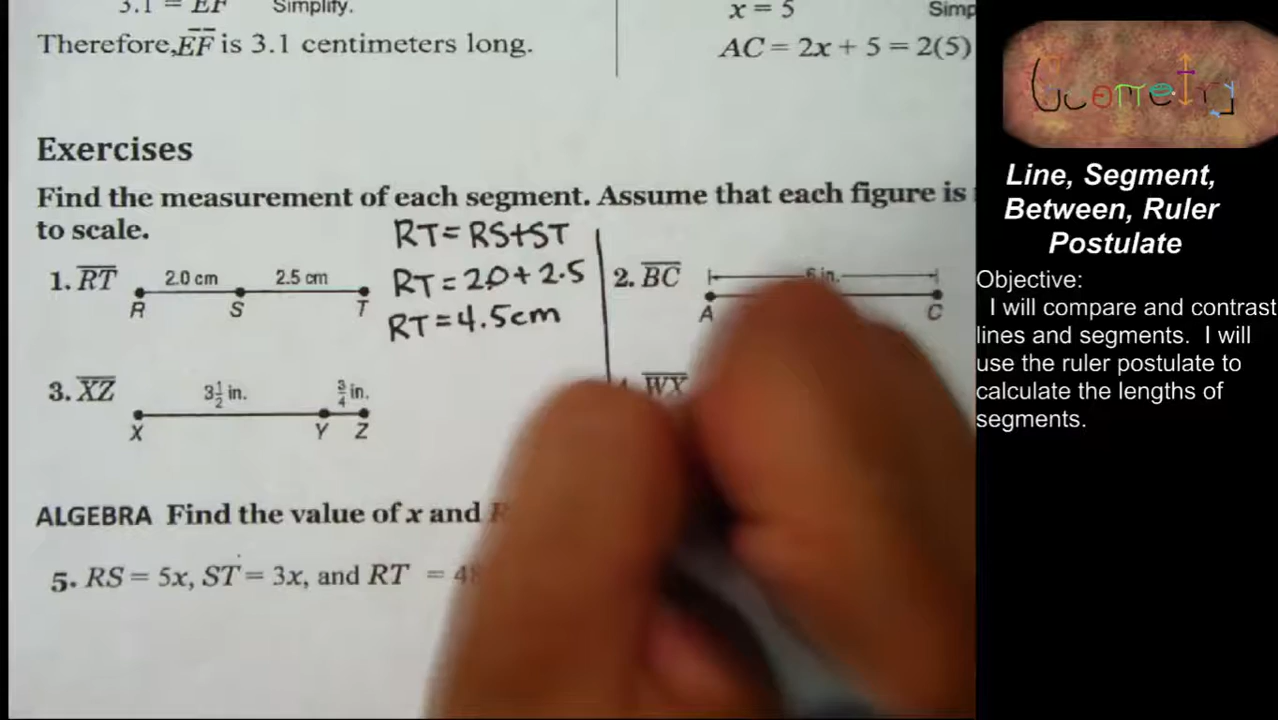 3.1 = EF Simplify.
Therefore, EF is 3.1 centimeters long.
x = 5
AC = 2x + 5 = 2(5)
Exercises
Find the measurement of each segment. Assume that each figure is
to scale.
RT = RS + ST
RT = 2.0 + 2.5
RT = 4.5cm
1. RT 2.0 cm 2.5 cm
R S T
2. BC 6 in.
A C
3. XZ 3 1/2 in. 3/4 in.
X Y Z
WX
ALGEBRA Find the value of x and
5. RS = 5x, ST = 3x, and RT =
Geometry
Line, Segment,
Between, Ruler
Postulate
Objective:
I will compare and contrast
lines and segments. I will
use the ruler postulate to
calculate the lengths of
segments.